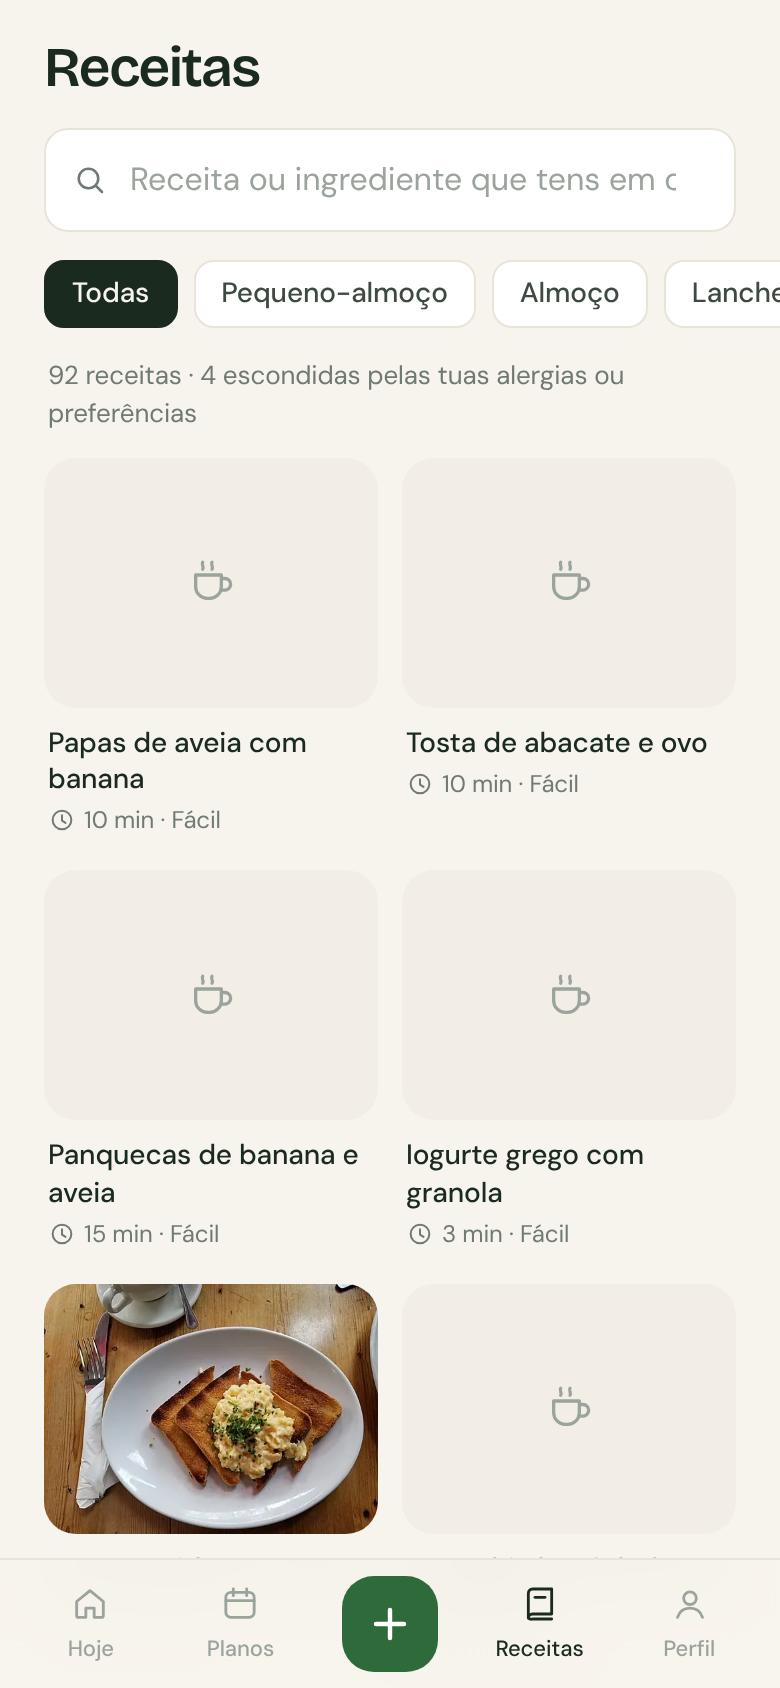 Receitas
Receita ou ingrediente que tens em c
Todas
Pequeno-almoço
Almoço
Lanche
92 receitas · 4 escondidas pelas tuas alergias ou
preferências
Papas de aveia com
banana
10 min · Fácil
Tosta de abacate e ovo
10 min · Fácil
Panquecas de banana e
aveia
15 min · Fácil
Iogurte grego com
granola
3 min · Fácil
Hoje
Planos
Receitas
Perfil